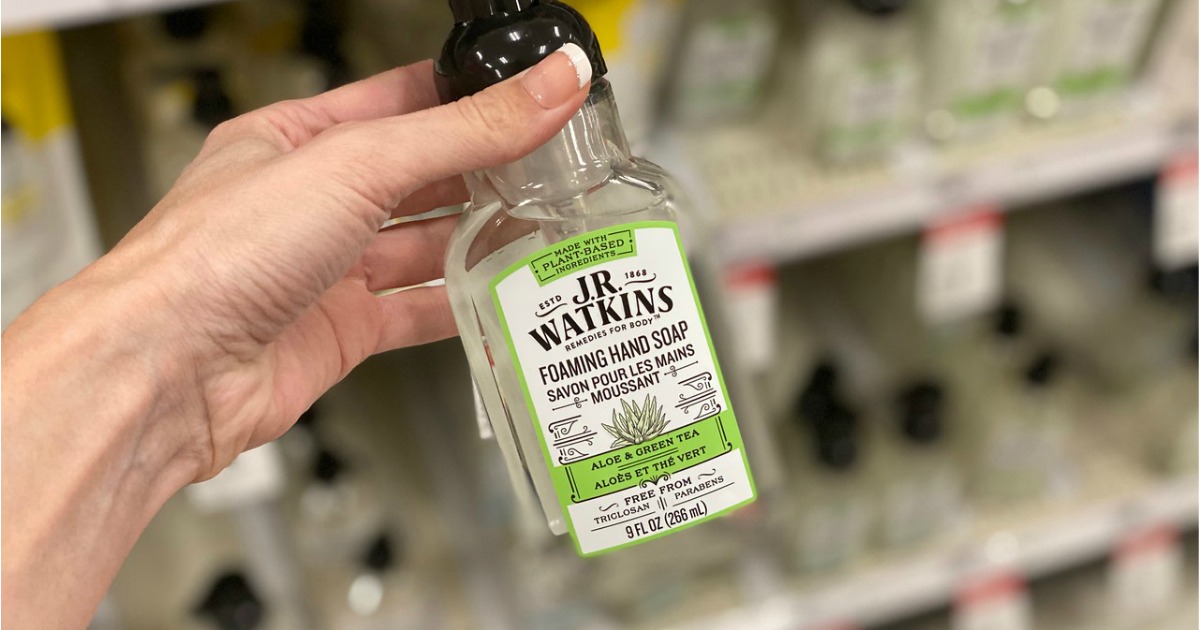 MADE WITH
PLANT-BASED
INGREDIENTS
ESTD J.R. 1868
WATKINS
REMEDIES FOR BODY™
FOAMING HAND SOAP
SAVON POUR LES MAINS
MOUSSANT
ALOE & GREEN TEA
ALOÈS ET THÉ VERT
FREE FROM
TRICLOSAN PARABENS
9 FL OZ (266 mL)